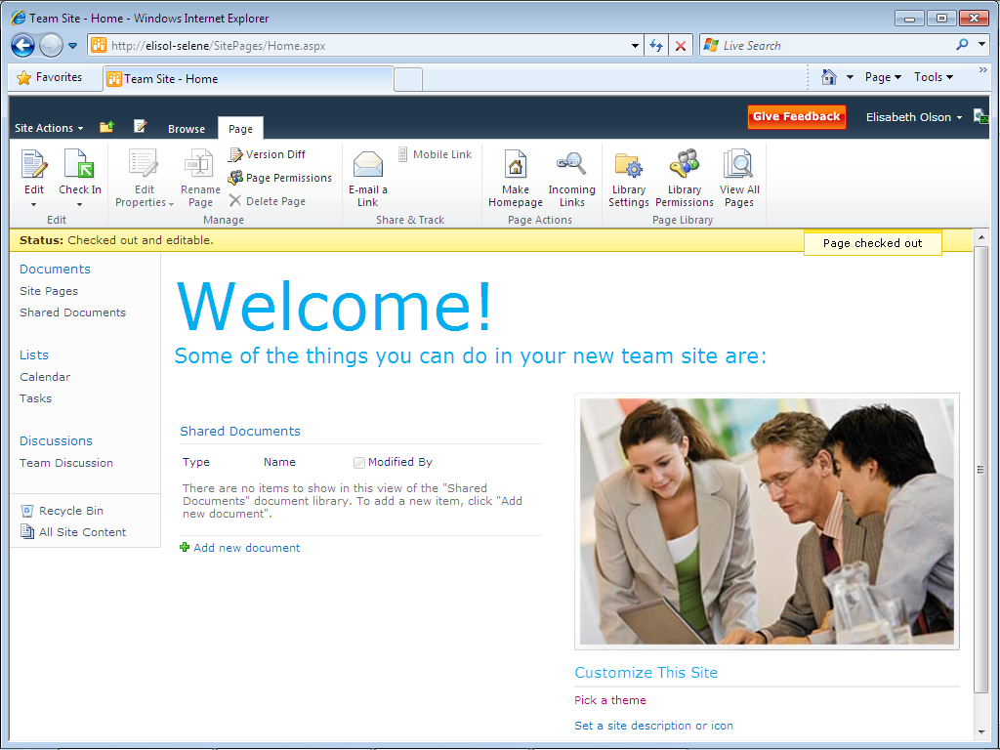 Team Site - Home - Windows Internet Explorer
http://elisol-selene/SitePages/Home.aspx
Live Search
Favorites
Team Site - Home
Page
Tools
Site Actions
Browse
Page
Give Feedback
Elisabeth Olson
Edit
Check In
Edit
Edit
Properties
Rename
Page
Version Diff
Page Permissions
Delete Page
Manage
E-mail a
Link
Mobile Link
Share & Track
Make
Homepage
Incoming
Links
Page Actions
Library
Settings
Library
Permissions
View All
Pages
Page Library
Status: Checked out and editable.
Page checked out
Documents
Site Pages
Shared Documents
Lists
Calendar
Tasks
Discussions
Team Discussion
Recycle Bin
All Site Content
Welcome!
Some of the things you can do in your new team site are:
Shared Documents
Type Name Modified By
There are no items to show in this view of the "Shared
Documents" document library. To add a new item, click "Add
new document".
Add new document
Customize This Site
Pick a theme
Set a site description or icon